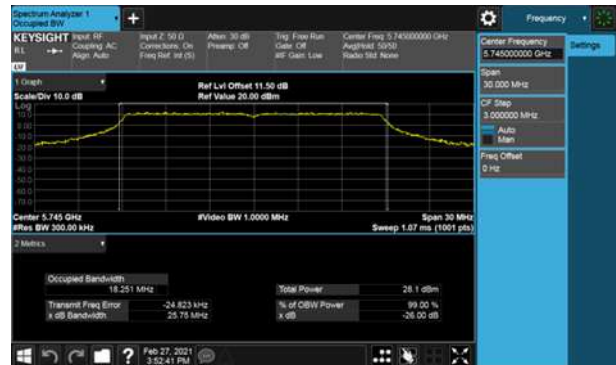 Spectrum Analyzer 1
Occupied BW
Frequency
KEYSIGHT
Input: RF
Input Z: 50 Ω
Atten: 30 dB
Trig: Free Run
Center Freq: 5.745000000 GHz
RL
Coupling: AC
Corrections: On
Preamp: Off
Gate: Off
Avg|Hold: 50/50
Align: Auto
Freq Ref: Int (S)
#IF Gain: Low
Radio Std: None
Center Frequency
Settings
5.745000000 GHz
Span
30.000 MHz
CF Step
3.000000 MHz
Auto
Man
Freq Offset
0 Hz
1 Graph
Ref Lvl Offset 11.50 dB
Scale/Div 10.0 dB
Ref Value 20.00 dBm
Log
10.0
0.00
-10.0
-20.0
-30.0
-40.0
-50.0
-60.0
-70.0
Center 5.745 GHz
#Video BW 1.0000 MHz
Span 30 MHz
#Res BW 300.00 kHz
Sweep 1.07 ms (1001 pts)
2 Metrics
Occupied Bandwidth
18.251 MHz
Total Power
28.1 dBm
Transmit Freq Error
-24.823 kHz
% of OBW Power
99.00 %
x dB Bandwidth
25.75 MHz
x dB
-26.00 dB
Feb 27, 2021
3:52:41 PM